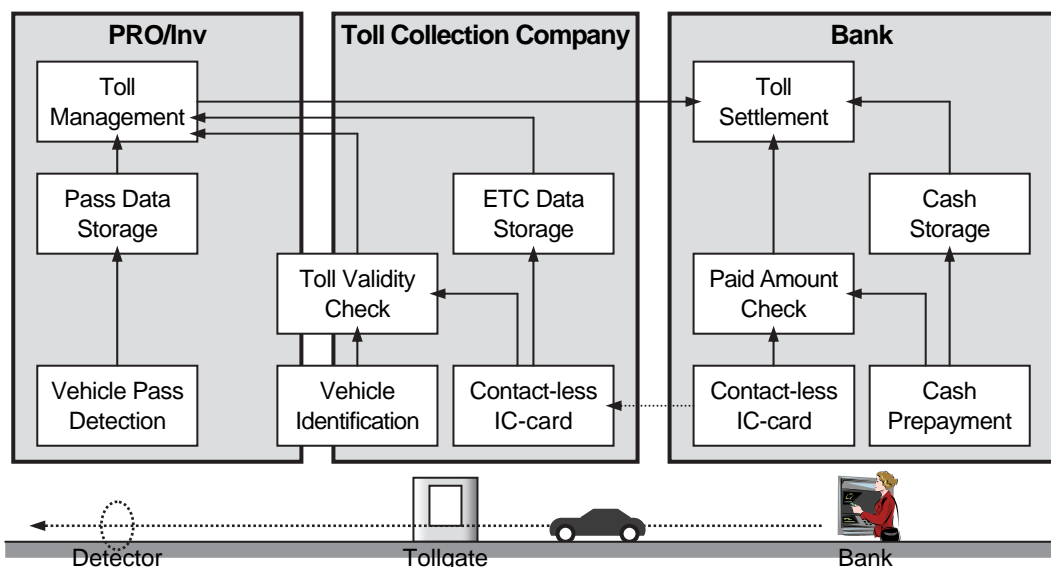 PRO/Inv
Toll Collection Company
Bank
Toll
Management
Toll
Settlement
Pass Data
Storage
ETC Data
Storage
Cash
Storage
Toll Validity
Check
Paid Amount
Check
Vehicle Pass
Detection
Vehicle
Identification
Contact-less
IC-card
Contact-less
IC-card
Cash
Prepayment
Detector
Tollgate
Bank